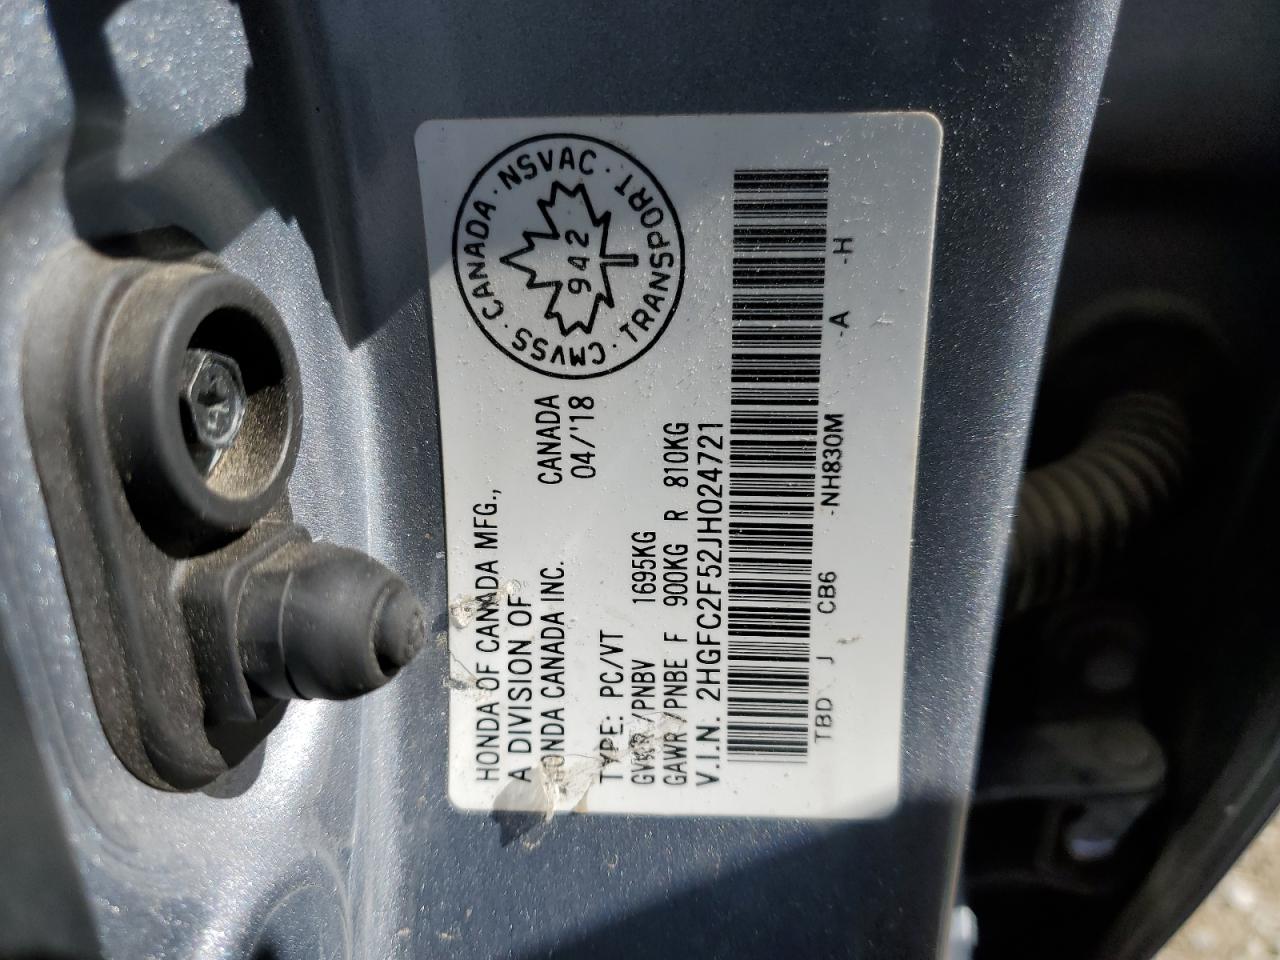 HONDA OF CANADA MFG.,
A DIVISION OF
HONDA CANADA INC.
CANADA
04/'18
TYPE: PC/VT
GVWR/PNBV 1695KG
GAWR/PNBE F 900KG R 810KG
V.I.N. 2HGFC2F52JH024721
TBD J CB6 -NH830M -A -H
CMVSS · CANADA · NSVAC · TRANSPORT ·
942